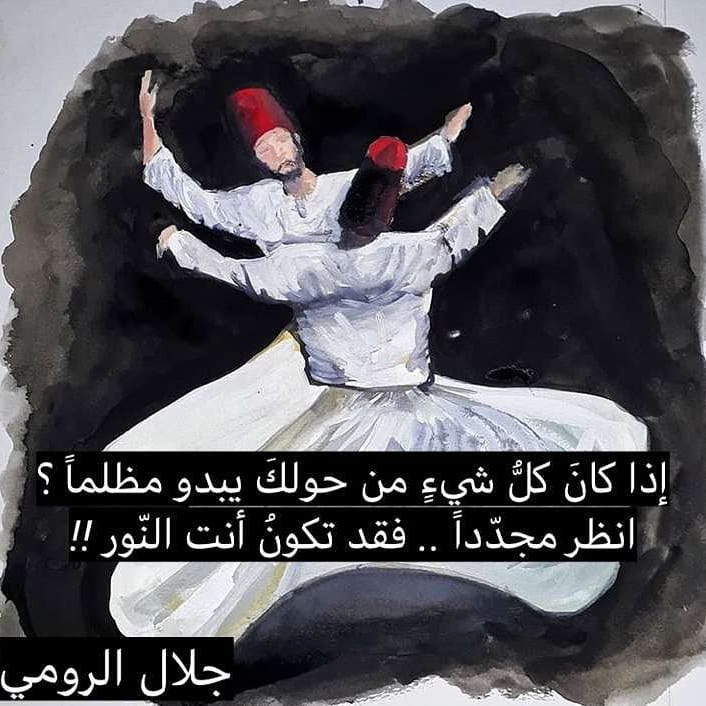 إذا كانَ كلُّ شيءٍ من حولكَ يبدو مظلماً ؟
انظر مجدّداً .. فقد تكونُ أنت النّور !!
جلال الرومي